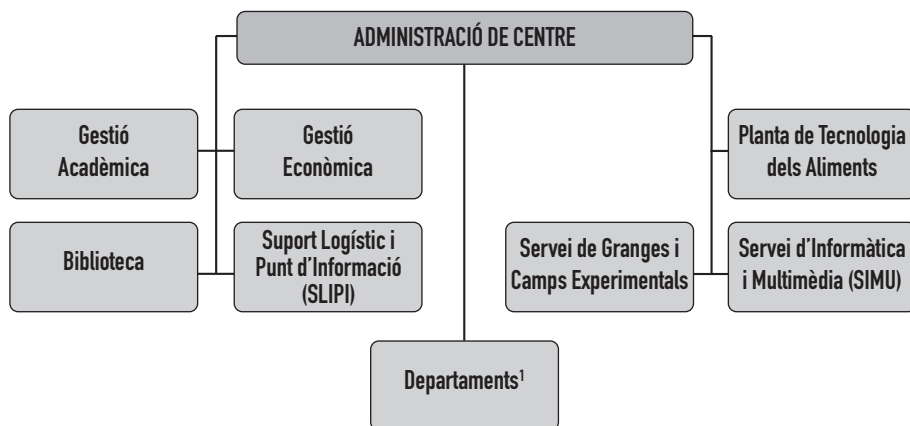 ADMINISTRACIÓ DE CENTRE
Gestió
Acadèmica
Gestió
Econòmica
Planta de Tecnologia
dels Aliments
Biblioteca
Suport Logístic i
Punt d’Informació
(SLIPI)
Servei de Granges i
Camps Experimentals
Servei d’Informàtica
i Multimèdia (SIMU)
Departaments¹